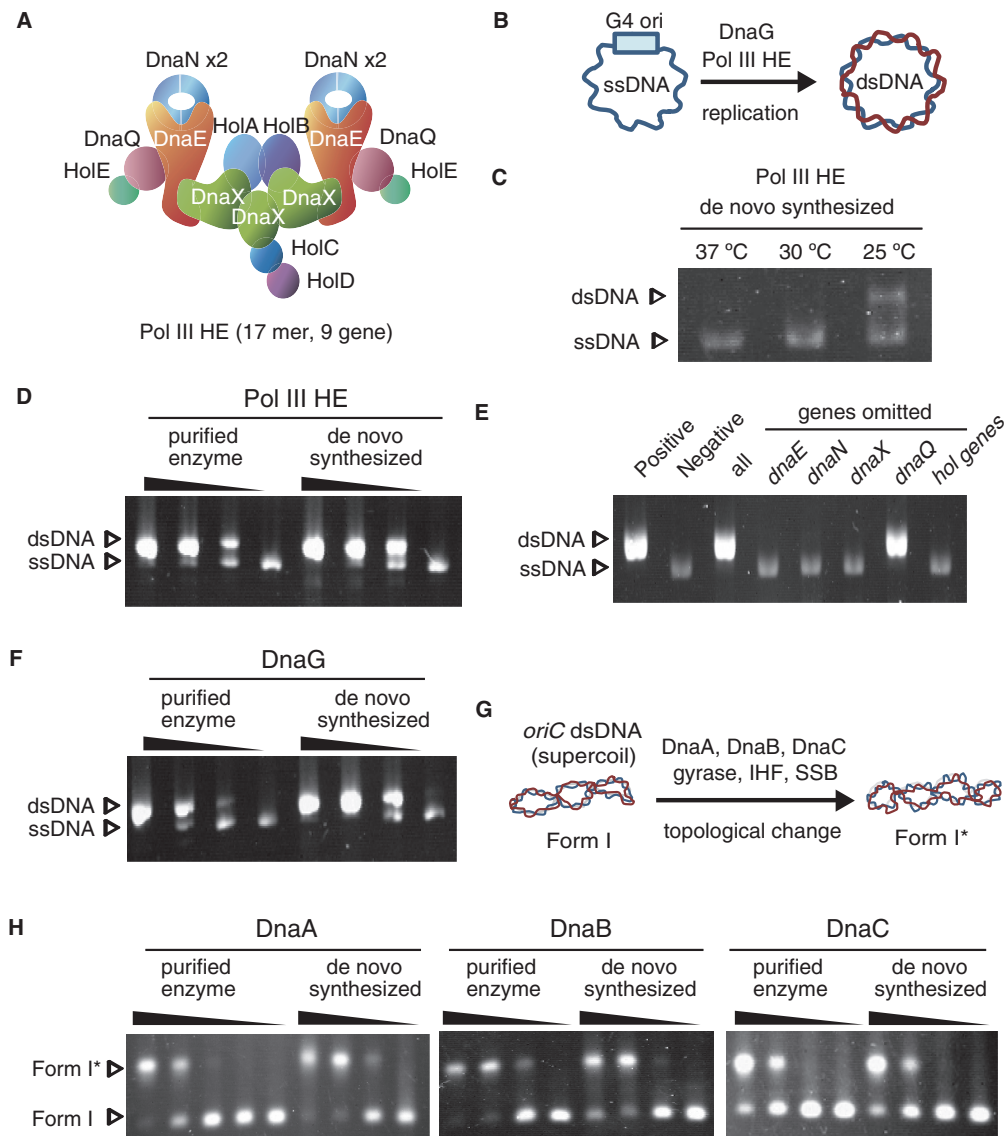 A
DnaN x2 DnaN x2
DnaE HolA HolB DnaE
DnaQ DnaQ
HolE HolE
DnaX DnaX DnaX
HolC
HolD
Pol III HE (17 mer, 9 gene)
B
G4 ori
ssDNA
DnaG
Pol III HE
replication
dsDNA
C
Pol III HE
de novo synthesized
37 ºC 30 ºC 25 ºC
dsDNA
ssDNA
D
Pol III HE
purified enzyme
de novo synthesized
dsDNA
ssDNA
E
genes omitted
Positive Negative all dnaE dnaN dnaX dnaQ hol genes
dsDNA
ssDNA
F
DnaG
purified enzyme
de novo synthesized
dsDNA
ssDNA
G
oriC dsDNA
(supercoil)
Form I
DnaA, DnaB, DnaC
gyrase, IHF, SSB
topological change
Form I*
H
DnaA DnaB DnaC
purified de novo purified de novo purified de novo
enzyme synthesized enzyme synthesized enzyme synthesized
Form I*
Form I